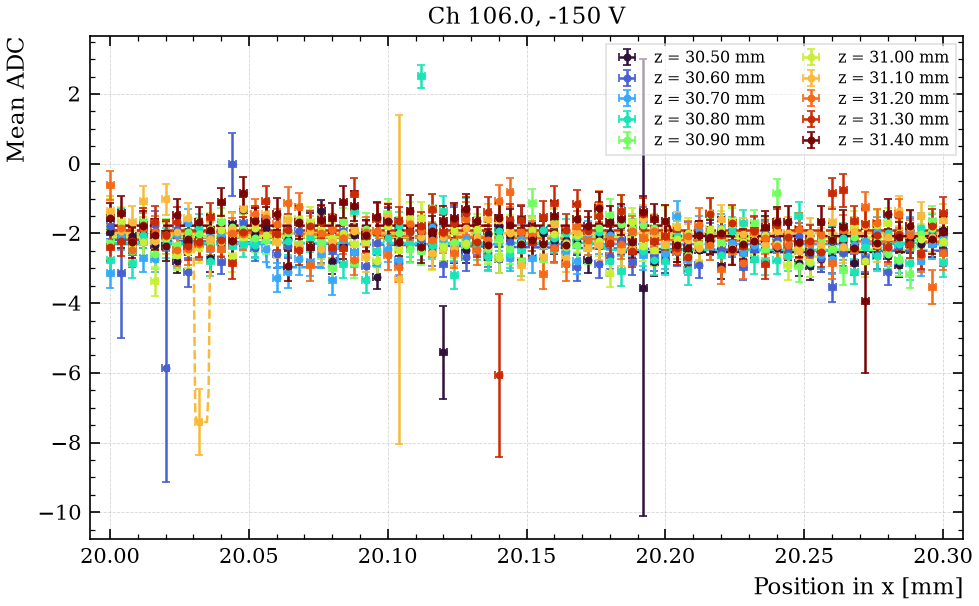 Ch 106.0, -150 V
Mean ADC
2
0
−2
−4
−6
−8
−10
z = 30.50 mm
z = 30.60 mm
z = 30.70 mm
z = 30.80 mm
z = 30.90 mm
z = 31.00 mm
z = 31.10 mm
z = 31.20 mm
z = 31.30 mm
z = 31.40 mm
20.00 20.05 20.10 20.15 20.20 20.25 20.30
Position in x [mm]